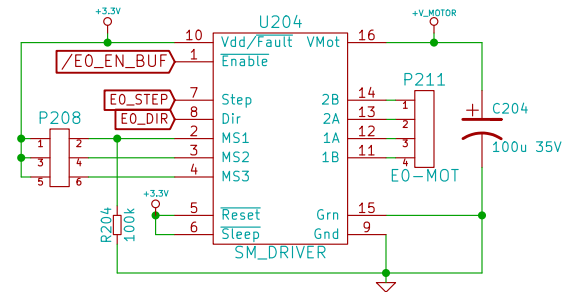 +3.3V
+V_MOTOR
U204
10 Vdd/Fault VMot 16
/E0_EN_BUF 1 Enable
P211
E0_STEP 7 Step 2B 14 1
C204
E0_DIR 8 Dir 2A 13 2
P208
1 2 2 MS1 1A 12 3
3 4 3 MS2 1B 11 4
100u 35V
5 6 4 MS3
E0-MOT
+3.3V
R204
100k
5 Reset Grn 15
6 Sleep Gnd 9
SM_DRIVER